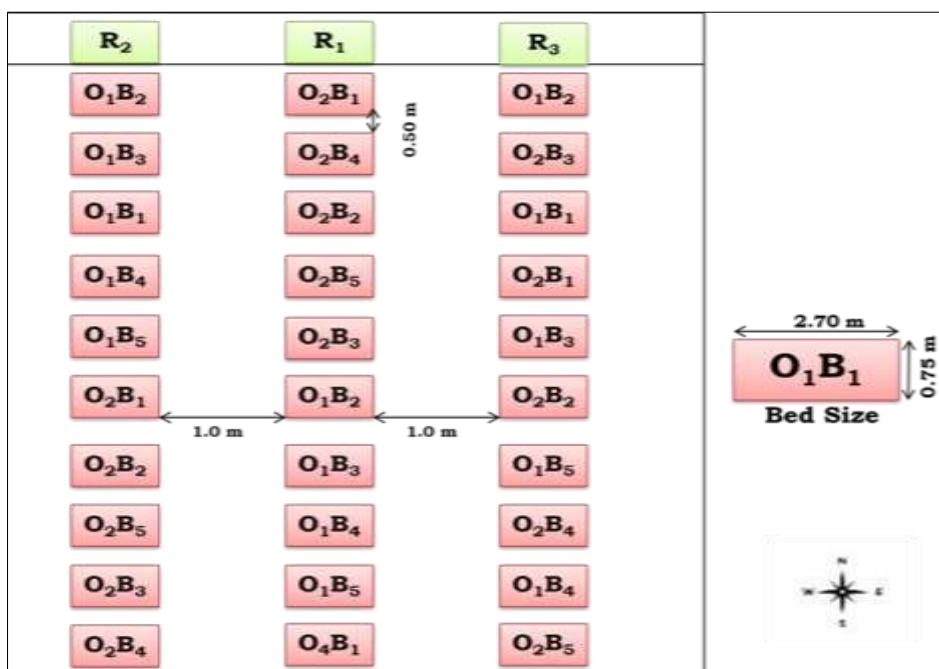 R₂ R₁ R₃
O₁B₂ O₂B₁ O₁B₂
0.50 m
O₁B₃ O₂B₄ O₂B₃
O₁B₁ O₂B₂ O₁B₁
O₁B₄ O₂B₅ O₂B₁
O₁B₅ O₂B₃ O₁B₃
O₂B₁ O₁B₂ O₂B₂
1.0 m 1.0 m
O₂B₂ O₁B₃ O₁B₅
O₂B₅ O₁B₄ O₂B₄
O₂B₃ O₁B₅ O₁B₄
O₂B₄ O₄B₁ O₂B₅
2.70 m
O₁B₁
0.75 m
Bed Size
N
W E
S